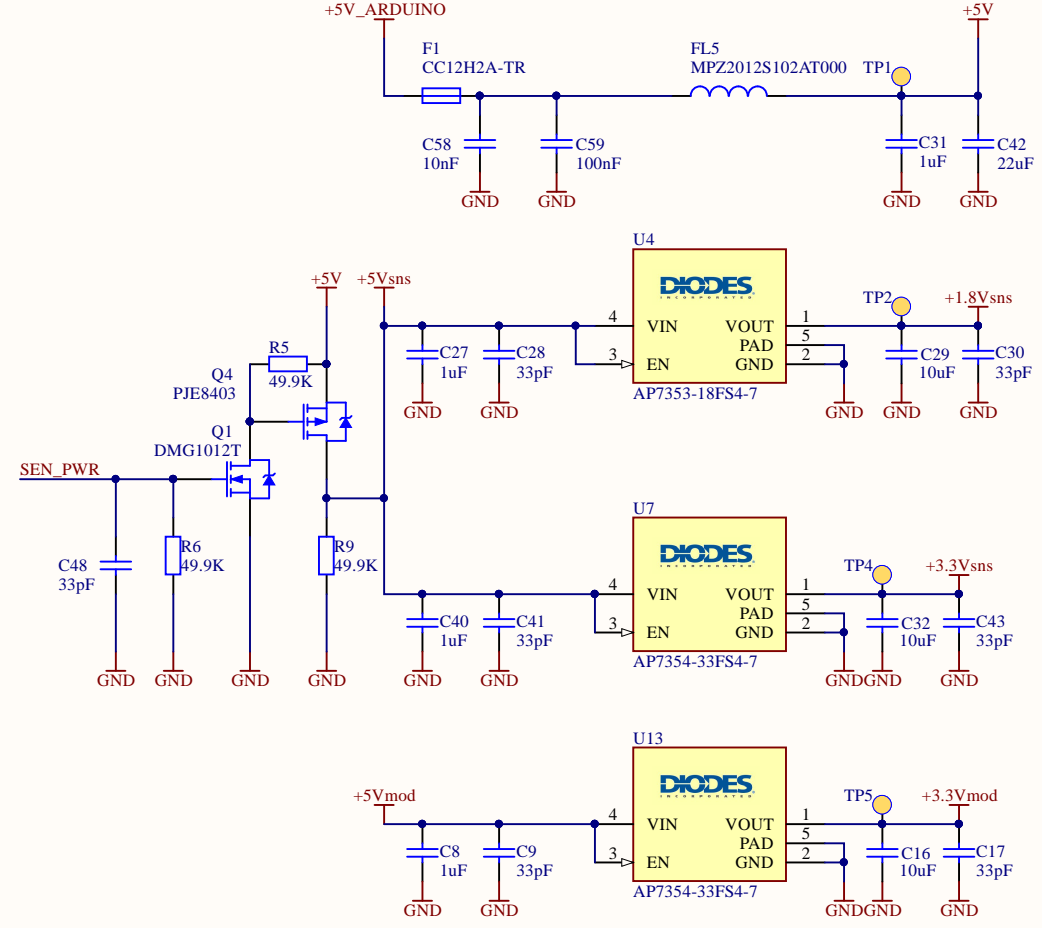 +5V_ARDUINO
+5V
F1
CC12H2A-TR
FL5
MPZ2012S102AT000
TP1
C58
10nF
C59
100nF
C31
1uF
C42
22uF
GND
GND
GND
GND
U4
+5V
+5Vsns
DIODES
INCORPORATED
TP2
+1.8Vsns
4
VIN
VOUT
1
PAD
5
3
EN
GND
2
R5
49.9K
C27
1uF
C28
33pF
C29
10uF
C30
33pF
Q4
PJE8403
AP7353-18FS4-7
GND
GND
GND
GND
GND
Q1
DMG1012T
SEN_PWR
U7
DIODES
INCORPORATED
C48
33pF
R6
49.9K
R9
49.9K
TP4
+3.3Vsns
4
VIN
VOUT
1
PAD
5
3
EN
GND
2
C40
1uF
C41
33pF
C32
10uF
C43
33pF
AP7354-33FS4-7
GND
GND
GND
GND
GND
GND
GND
GND
GND
U13
DIODES
INCORPORATED
+5Vmod
TP5
+3.3Vmod
4
VIN
VOUT
1
PAD
5
3
EN
GND
2
C8
1uF
C9
33pF
C16
10uF
C17
33pF
AP7354-33FS4-7
GND
GND
GND
GND
GND